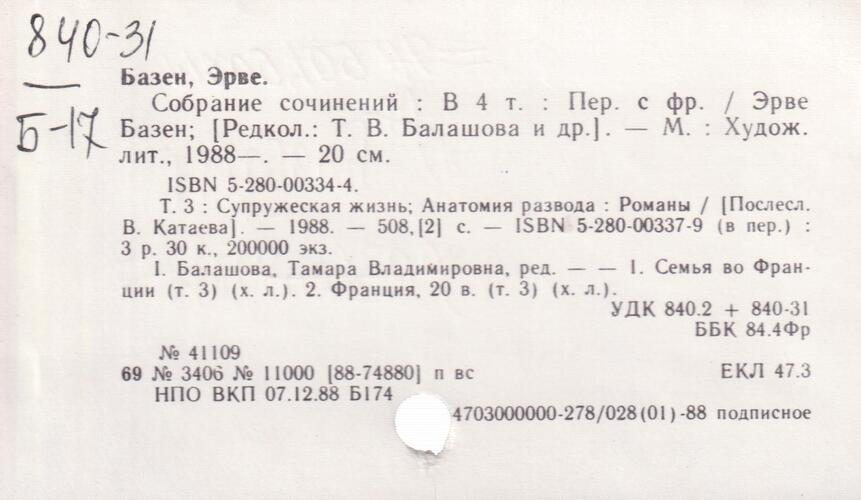 840-31
Б-17
Базен, Эрве.
Собрание сочинений : В 4 т. : Пер. с фр. / Эрве
Базен; [Редкол.: Т. В. Балашова и др.]. — М. : Худож.
лит., 1988—. — 20 см.
ISBN 5-280-00334-4.
Т. 3 : Супружеская жизнь; Анатомия развода : Романы / [Послесл.
В. Катаева]. — 1988. — 508,[2] с. — ISBN 5-280-00337-9 (в пер.) :
3 р. 30 к., 200000 экз.
I. Балашова, Тамара Владимировна, ред. — — 1. Семья во Фран-
ции (т. 3) (х. л.). 2. Франция, 20 в. (т. 3) (х. л.).
УДК 840.2 + 840-31
ББК 84.4Фр
№ 41109
69 № 3406 № 11000 [88-74880] п вс ЕКЛ 47.3
НПО ВКП 07.12.88 Б174
4703000000-278/028(01)-88 подписное